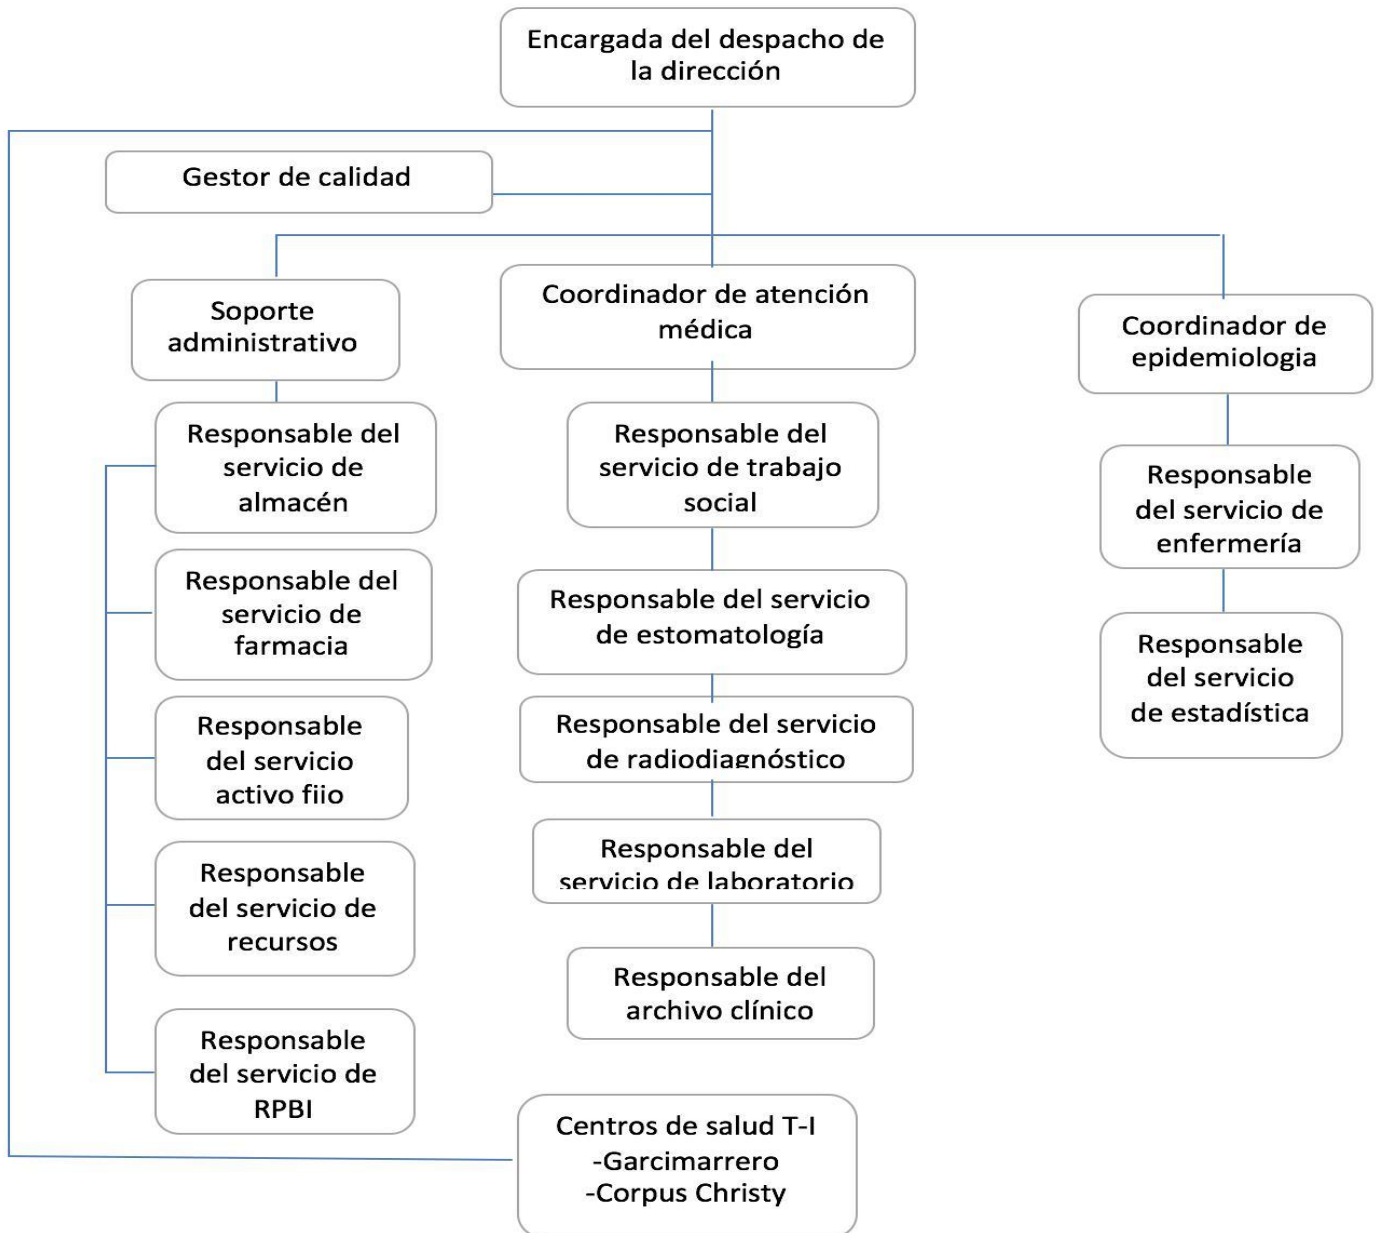 Encargada del despacho de
la dirección
Gestor de calidad
Soporte
administrativo
Coordinador de atención
médica
Coordinador de
epidemiologia
Responsable del
servicio de
almacén
Responsable del
servicio de trabajo
social
Responsable
del servicio de
enfermería
Responsable del
servicio de
farmacia
Responsable del servicio
de estomatología
Responsable
del servicio
de estadística
Responsable
del servicio
activo fijo
Responsable del servicio
de radiodiagnóstico
Responsable
del servicio de
recursos
Responsable del
servicio de laboratorio
Responsable del
archivo clínico
Responsable
del servicio de
RPBI
Centros de salud T-I
-Garcimarrero
-Corpus Christy